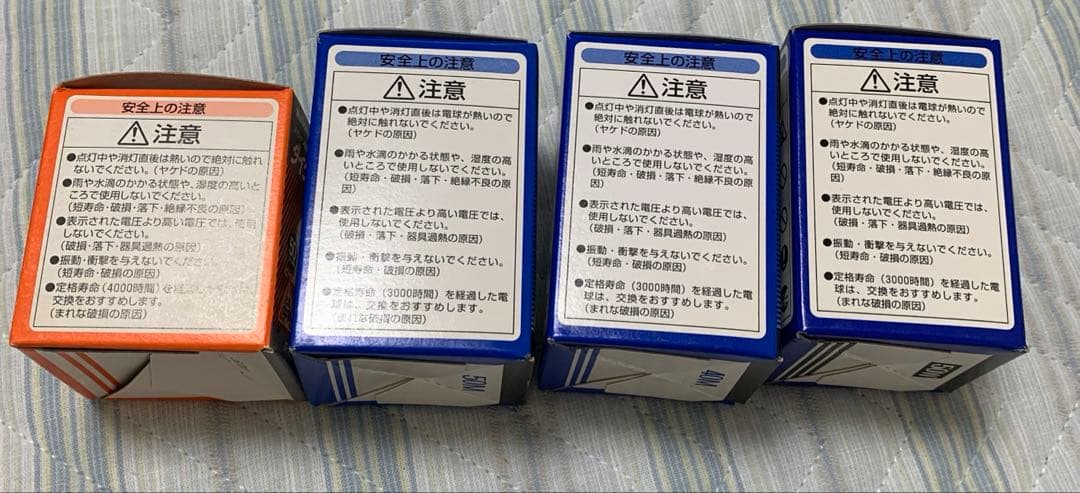 安全上の注意
注意
●点灯中や消灯直後は熱いので絶対に触れ
ないでください。(ヤケドの原因)
●雨や水滴のかかる状態や、湿度の高いと
ころで使用しないでください。
(短寿命・破損・落下・絶縁不良の原因)
●表示された電圧より高い電圧では、使用
しないでください。
(破損・落下・器具過熱の原因)
●振動・衝撃を与えないでください。
(短寿命・破損の原因)
●定格寿命(4000時間)を経過
交換をおすすめします。
(まれな破損の原因)
安全上の注意
注意
●点灯中や消灯直後は電球が熱いので
絶対に触れないでください。
(ヤケドの原因)
●雨や水滴のかかる状態や、湿度の高
いところで使用しないでください。
(短寿命・破損・落下・絶縁不良の原
因)
●表示された電圧より高い電圧では、
使用しないでください。
(破損・落下・器具過熱の原因)
●振動・衝撃を与えないでください。
(短寿命・破損の原因)
●定格寿命(3000時間)を経過した電
球は、交換をおすすめします。
(まれな破損の原因)
50M
安全上の注意
注意
●点灯中や消灯直後は電球が熱いので
絶対に触れないでください。
(ヤケドの原因)
●雨や水滴のかかる状態や、湿度の高
いところで使用しないでください。
(短寿命・破損・落下・絶縁不良の原
因)
●表示された電圧より高い電圧では、
使用しないでください。
(破損・落下・器具過熱の原因)
●振動・衝撃を与えないでください。
(短寿命・破損の原因)
●定格寿命(3000時間)を経過した電
球は、交換をおすすめします。
(まれな破損の原因)
40M
安全上の注意
注意
●点灯中や消灯直後は電球が熱いので
絶対に触れないでください。
(ヤケドの原因)
●雨や水滴のかかる状態や、湿度の高
いところで使用しないでください。
(短寿命・破損・落下・絶縁不良の原
因)
●表示された電圧より高い電圧では、
使用しないでください。
(破損・落下・器具過熱の原因)
●振動・衝撃を与えないでください。
(短寿命・破損の原因)
●定格寿命(3000時間)を経過した電
球は、交換をおすすめします。
(まれな破損の原因)